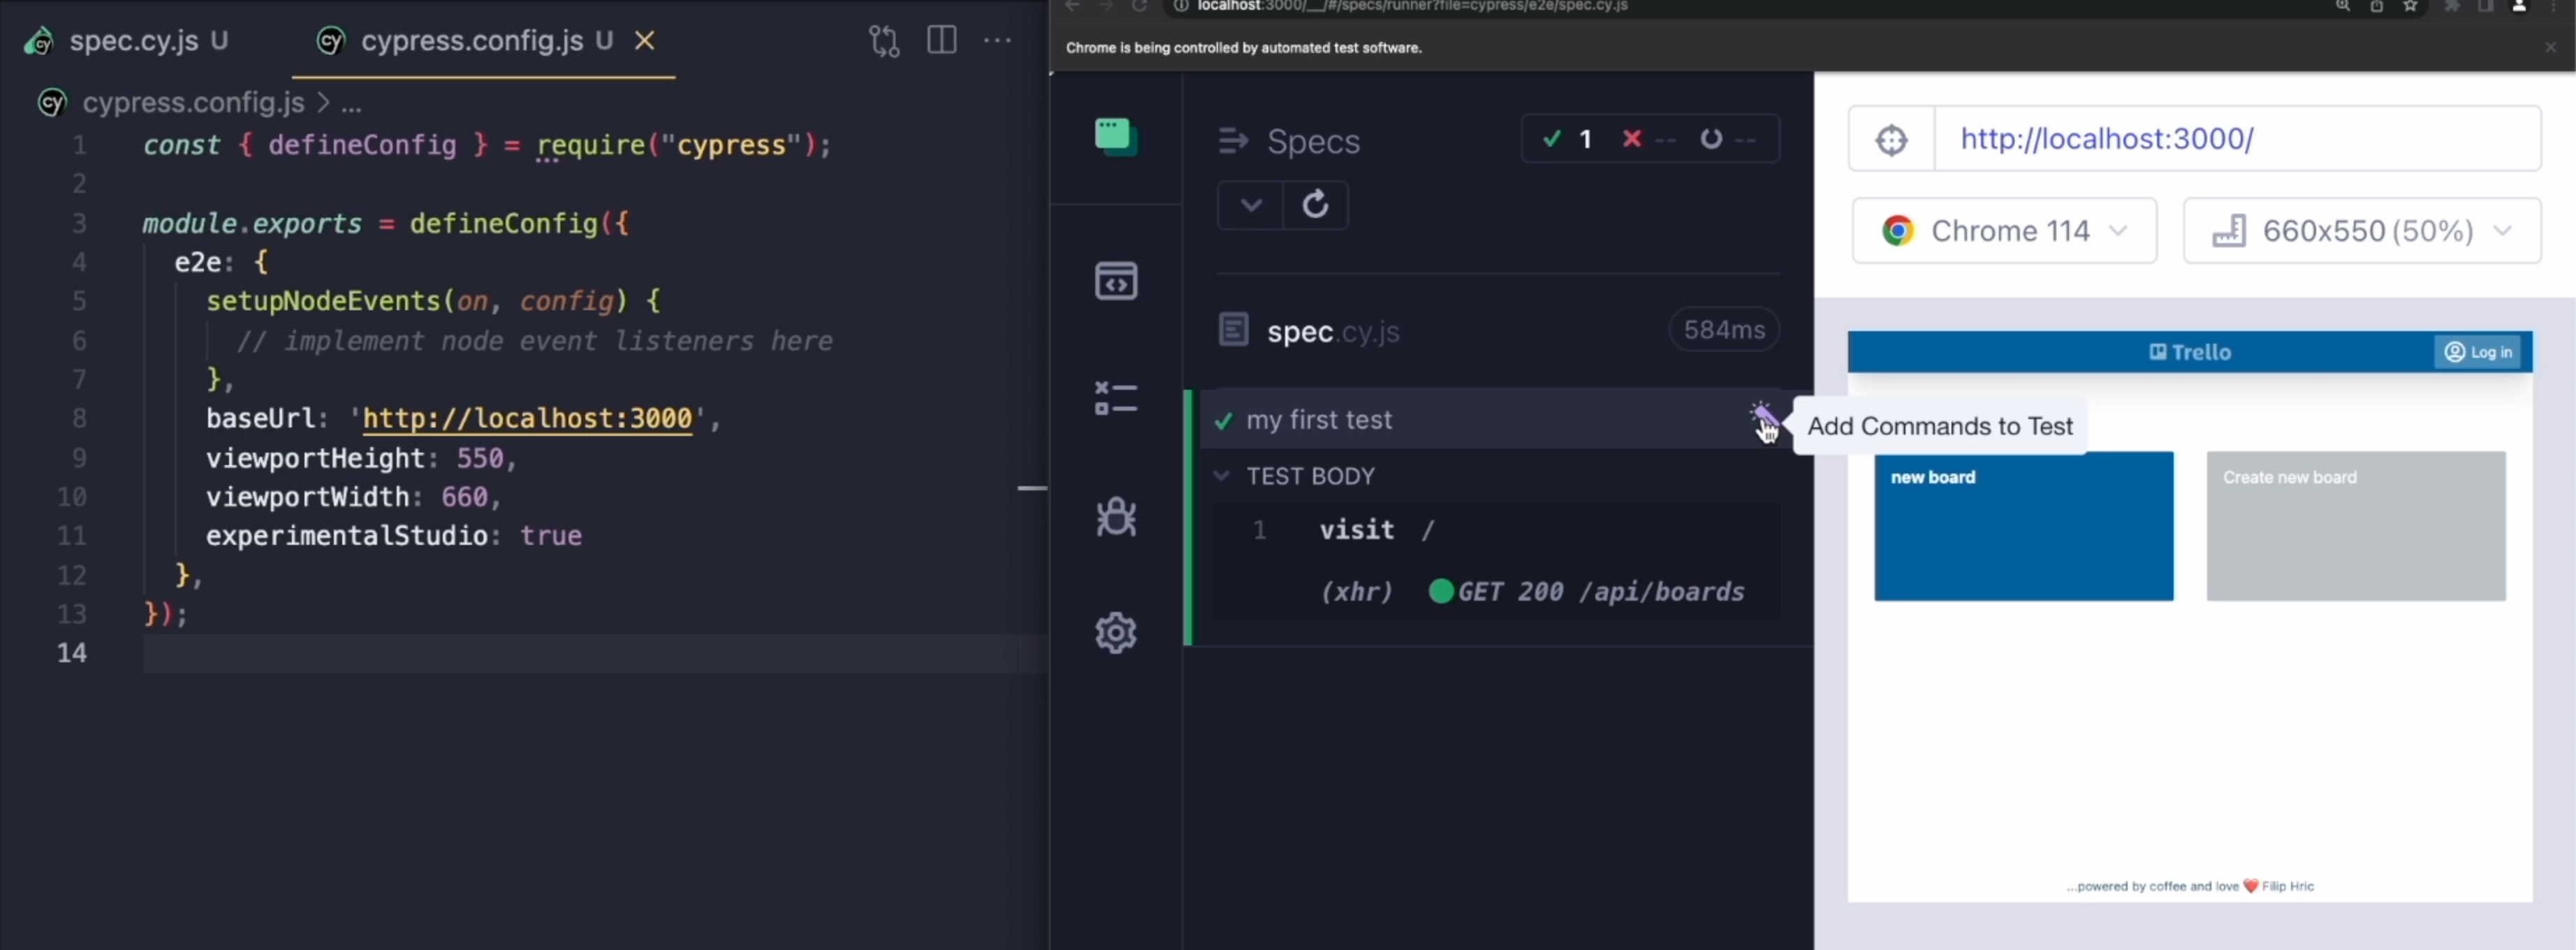 spec.cy.js U
cypress.config.js U
cypress.config.js > ...
1 const { defineConfig } = require("cypress");
2
3 module.exports = defineConfig({
4 e2e: {
5 setupNodeEvents(on, config) {
6 // implement node event listeners here
7 },
8 baseUrl: 'http://localhost:3000',
9 viewportHeight: 550,
10 viewportWidth: 660,
11 experimentalStudio: true
12 },
13 });
14
localhost:3000/__/#/specs/runner?file=cypress/e2e/spec.cy.js
Chrome is being controlled by automated test software.
Specs
1 -- --
spec.cy.js 584ms
my first test
Add Commands to Test
TEST BODY
1 visit /
(xhr) GET 200 /api/boards
http://localhost:3000/
Chrome 114
660x550 (50%)
Trello
Log in
new board
Create new board
...powered by coffee and love ❤️ Filip Hric